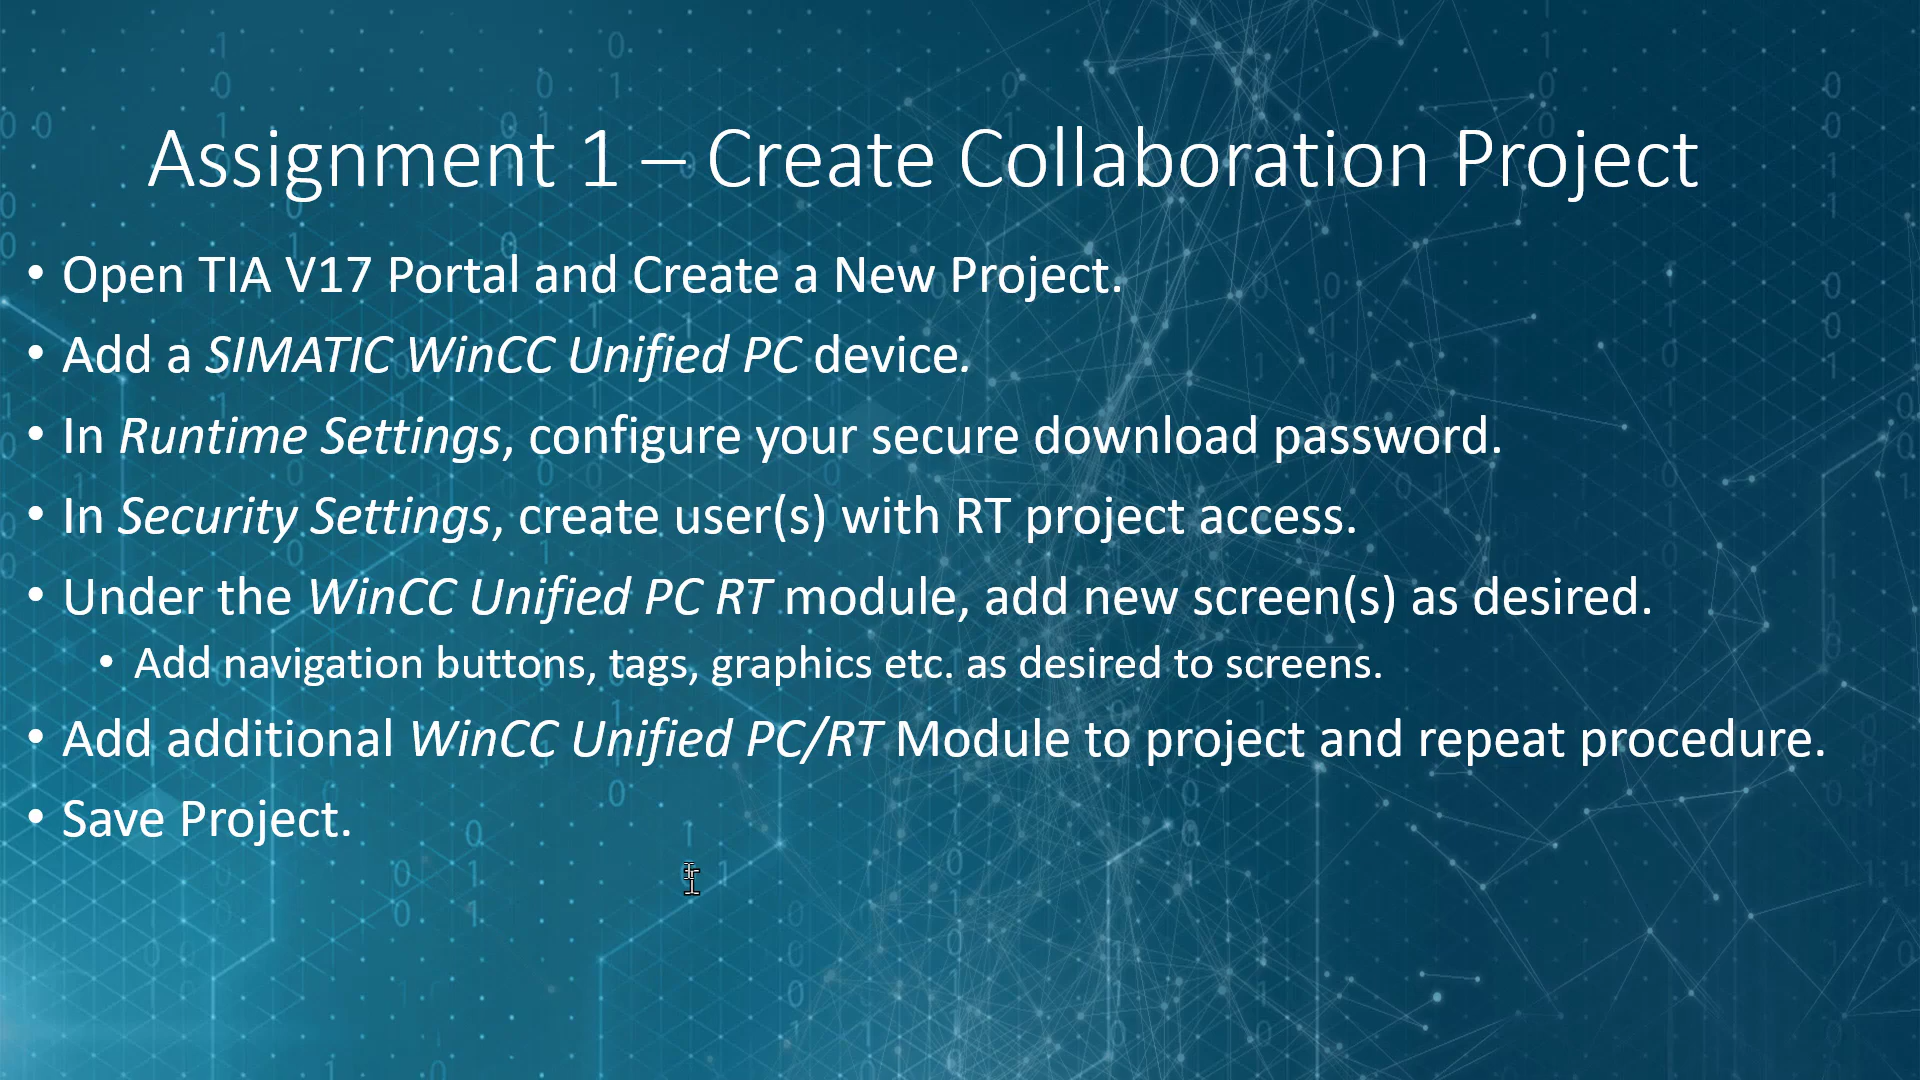 Assignment 1 – Create Collaboration Project
• Open TIA V17 Portal and Create a New Project.
• Add a SIMATIC WinCC Unified PC device.
• In Runtime Settings, configure your secure download password.
• In Security Settings, create user(s) with RT project access.
• Under the WinCC Unified PC RT module, add new screen(s) as desired.
• Add navigation buttons, tags, graphics etc. as desired to screens.
• Add additional WinCC Unified PC/RT Module to project and repeat procedure.
• Save Project.